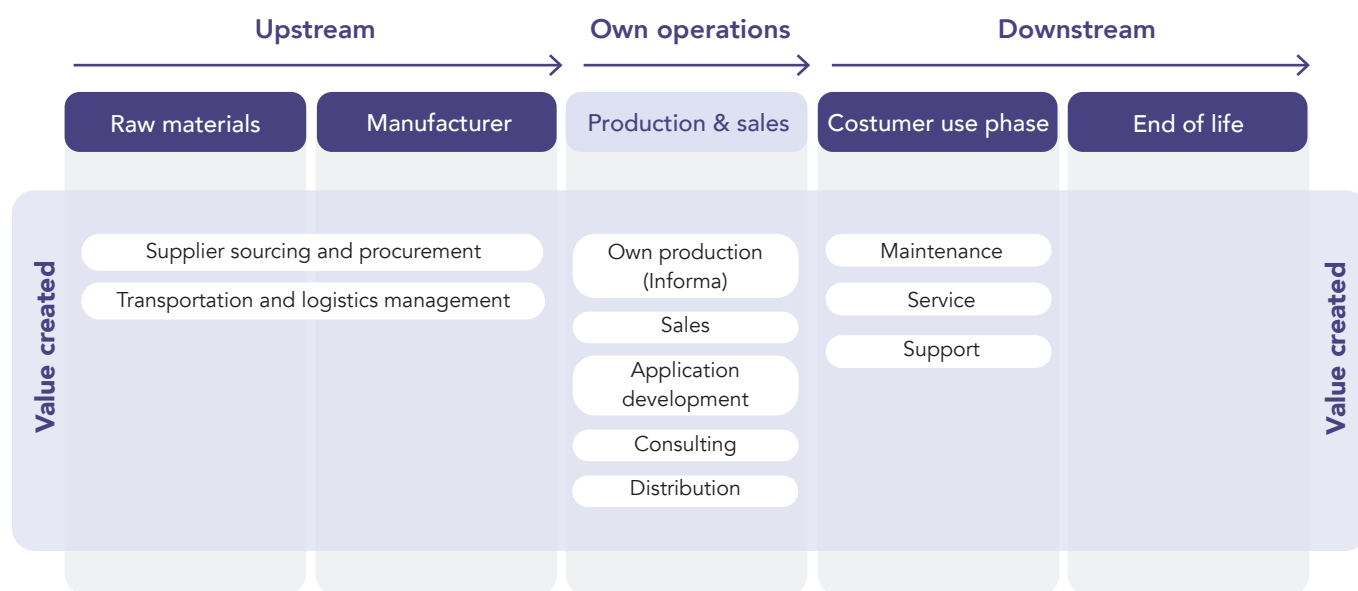 Upstream
Own operations
Downstream
Raw materials
Manufacturer
Production & sales
Costumer use phase
End of life
Value created
Supplier sourcing and procurement
Transportation and logistics management
Own production
(Informa)
Sales
Application
development
Consulting
Distribution
Maintenance
Service
Support
Value created